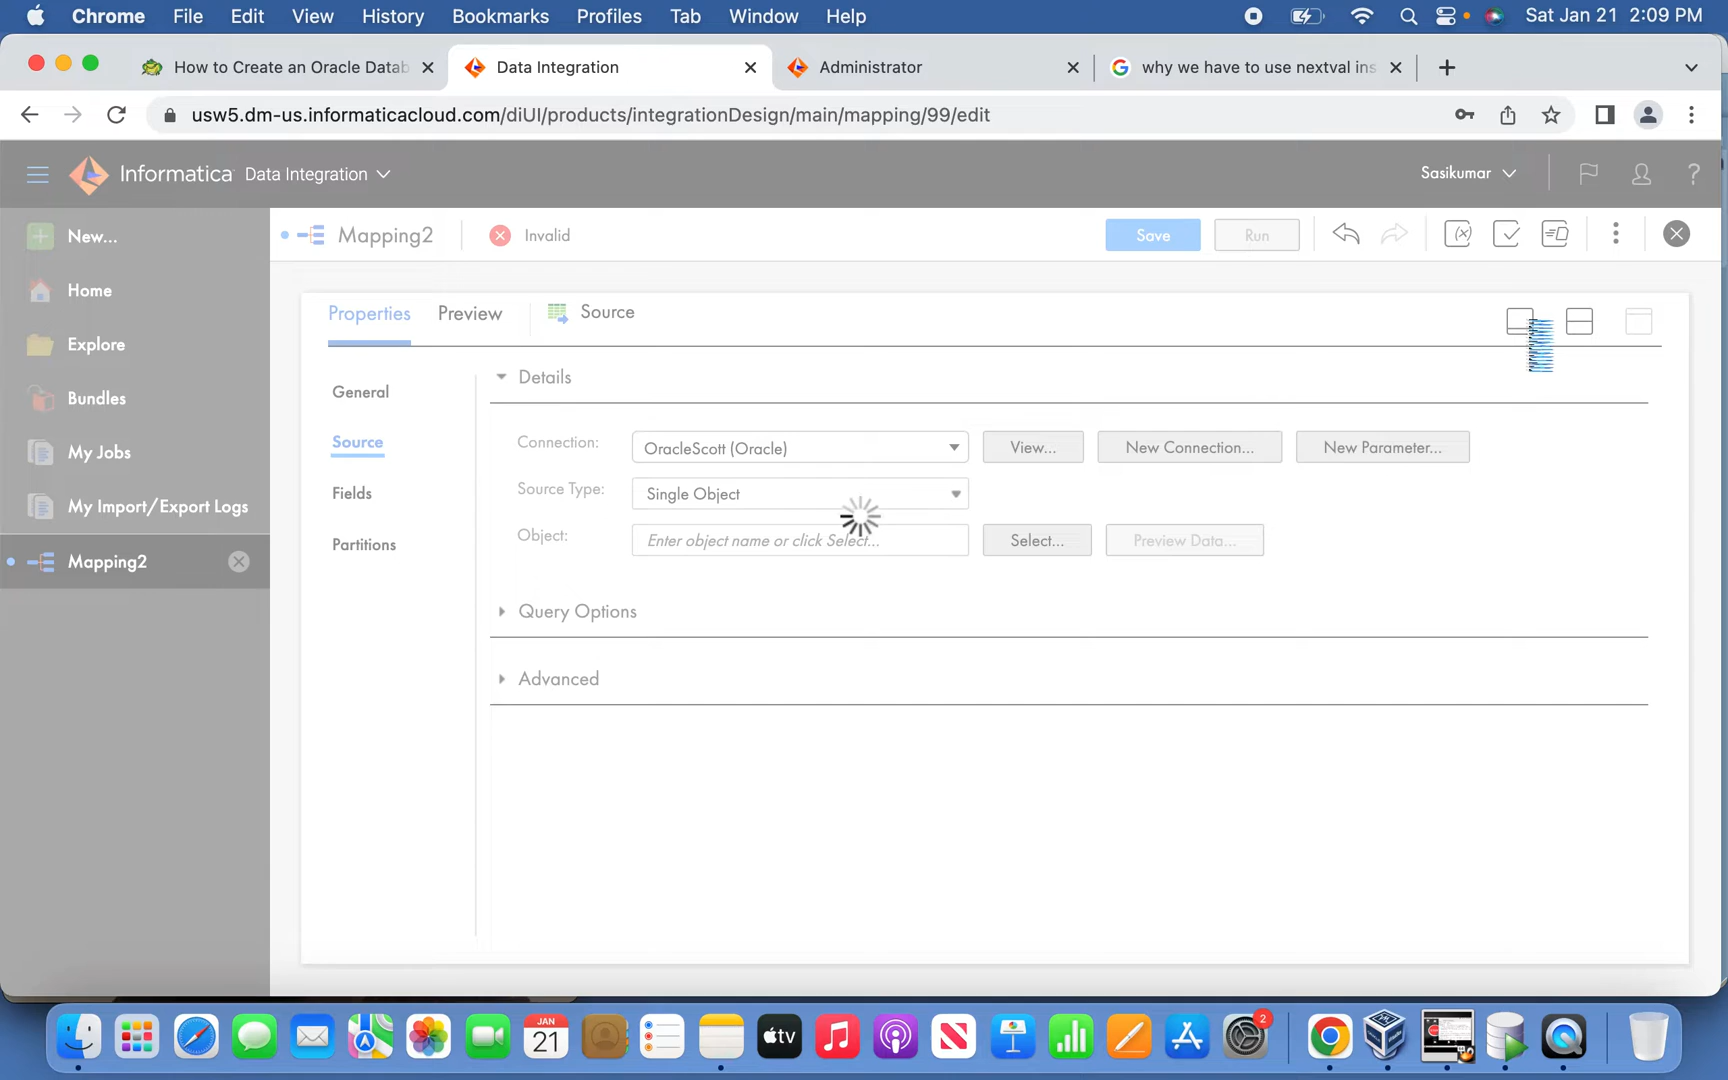 Chrome File Edit View History Bookmarks Profiles Tab Window Help Sat Jan 21 2:09 PM
How to Create an Oracle Datab Data Integration Administrator why we have to use nextval ins
usw5.dm-us.informaticacloud.com/diUI/products/integrationDesign/main/mapping/99/edit
Informatica Data Integration Sasikumar ?
New... Mapping2 Invalid Save Run
Home
Properties Preview Source
Explore
Details
General
Bundles
Source
Connection: OracleScott (Oracle) View... New Connection... New Parameter...
My Jobs
Fields
Source Type: Single Object
My Import/Export Logs
Partitions
Object: Enter object name or click Select... Select... Preview Data...
Mapping2
Query Options
Advanced
JAN
21
tv
2